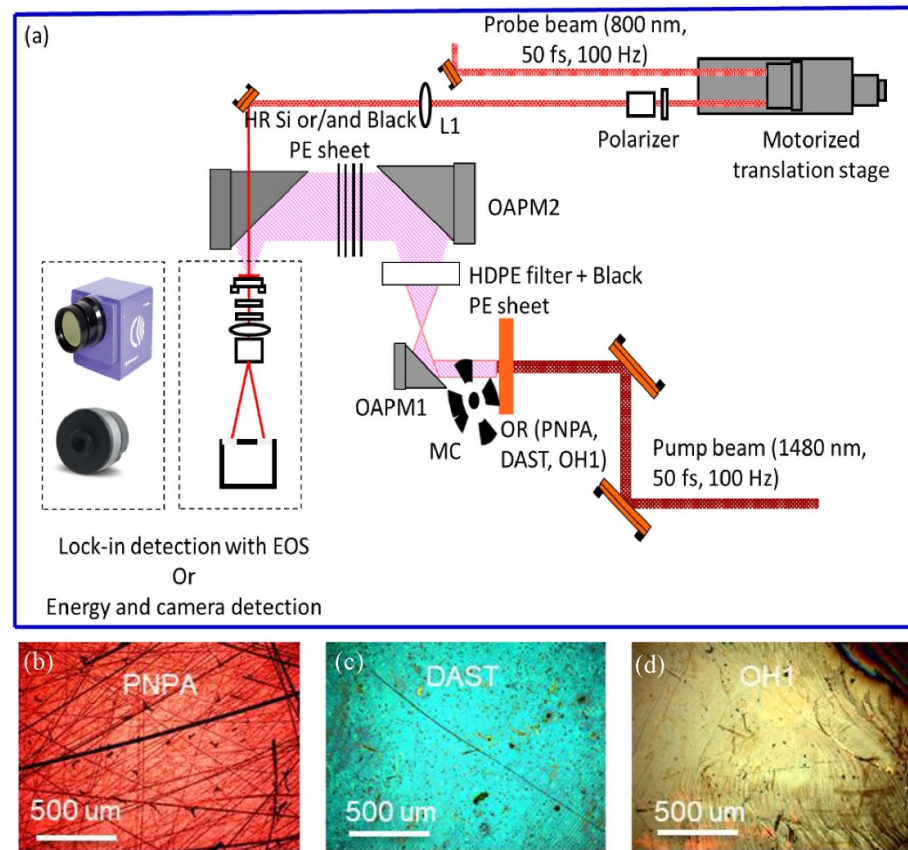 (a)
Probe beam (800 nm,
50 fs, 100 Hz)
HR Si or/and Black
PE sheet
L1
Polarizer
Motorized
translation stage
OAPM2
HDPE filter + Black
PE sheet
OAPM1
MC
OR (PNPA,
DAST, OH1)
Pump beam (1480 nm,
50 fs, 100 Hz)
Lock-in detection with EOS
Or
Energy and camera detection
(b)
PNPA
500 um
(c)
DAST
500 um
(d)
OH1
500 um